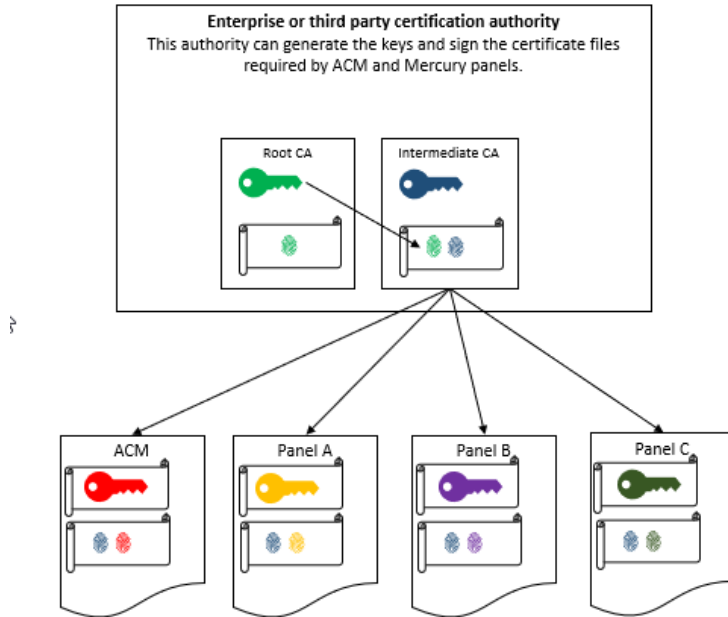 Enterprise or third party certification authority
This authority can generate the keys and sign the certificate files
required by ACM and Mercury panels.
Root CA
Intermediate CA
ACM
Panel A
Panel B
Panel C